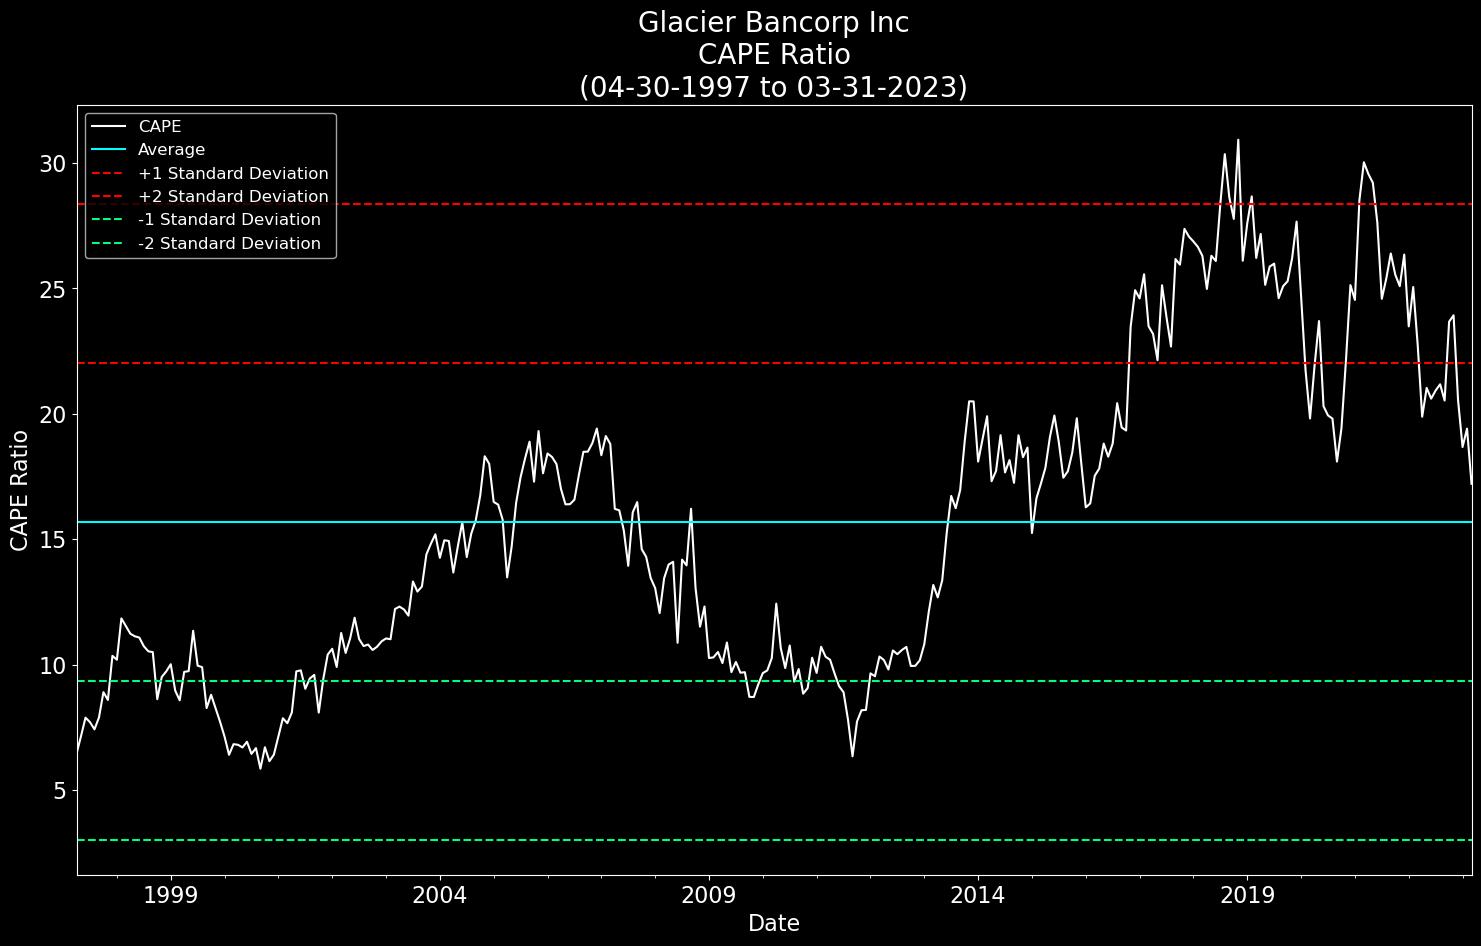 Glacier Bancorp Inc
CAPE Ratio
(04-30-1997 to 03-31-2023)
CAPE
Average
+1 Standard Deviation
+2 Standard Deviation
-1 Standard Deviation
-2 Standard Deviation
CAPE Ratio
30
25
20
15
10
5
1999
2004
2009
2014
2019
Date